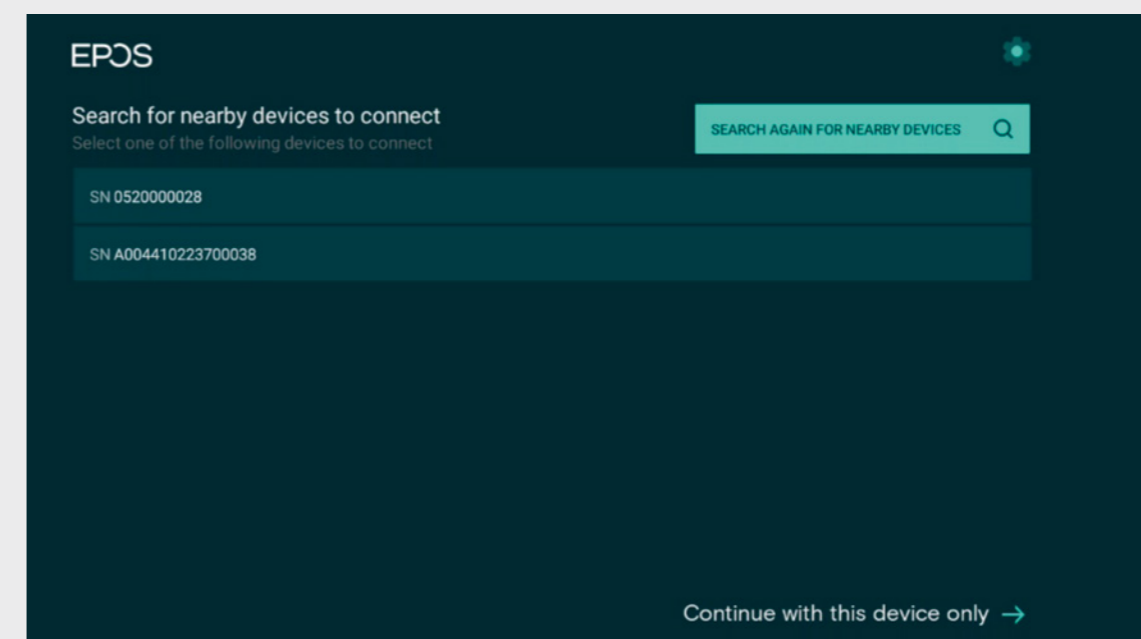 EPOS
Search for nearby devices to connect
Select one of the following devices to connect
SEARCH AGAIN FOR NEARBY DEVICES
SN 0520000028
SN A004410223700038
Continue with this device only →